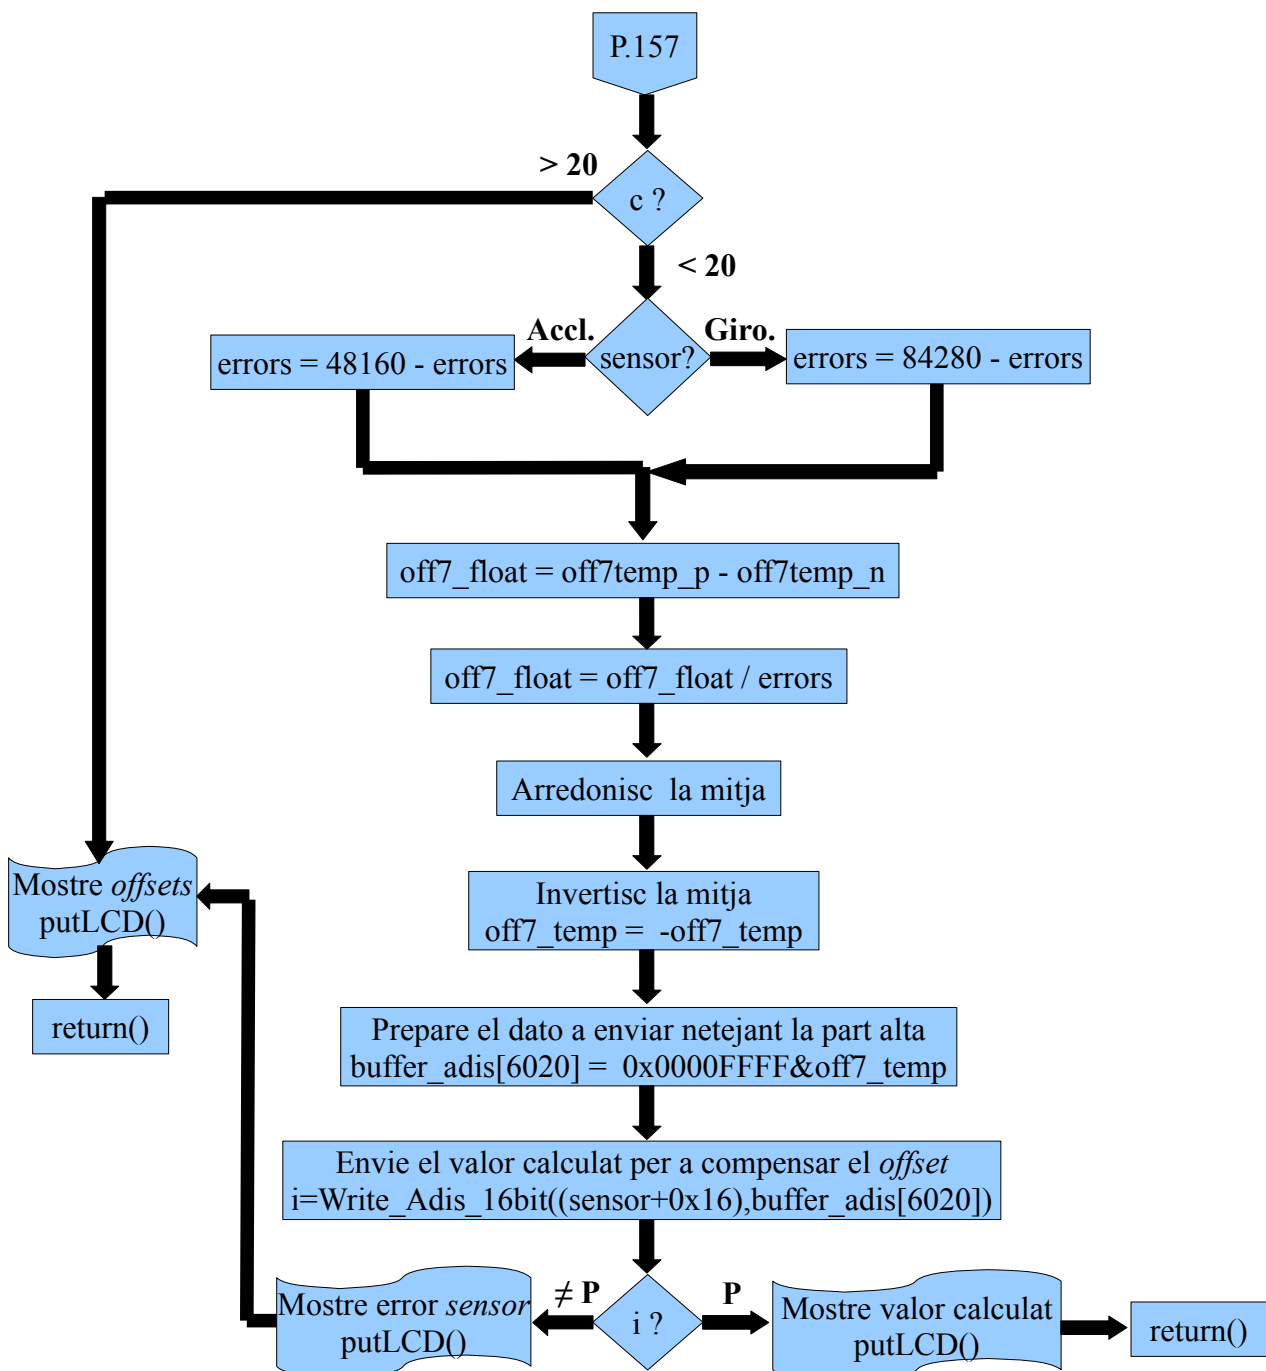 P.157
> 20
c ?
< 20
Accl.
Giro.
errors = 48160 - errors
sensor?
errors = 84280 - errors
off7_float = off7temp_p - off7temp_n
off7_float = off7_float / errors
Arredonisc  la mitja
Mostre offsets
putLCD()
Invertisc la mitja
off7_temp =  -off7_temp
return()
Prepare el dato a enviar netejant la part alta
buffer_adis[6020] =  0x0000FFFF&off7_temp
Envie el valor calculat per a compensar el offset
i=Write_Adis_16bit((sensor+0x16),buffer_adis[6020])
Mostre error sensor
putLCD()
≠ P
i ?
P
Mostre valor calculat
putLCD()
return()